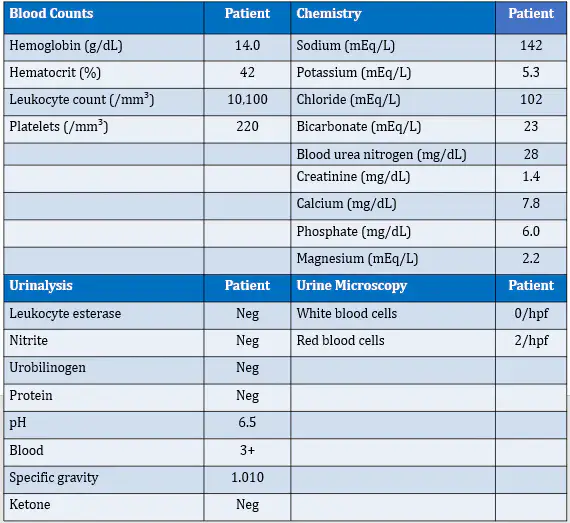 Blood Counts Patient Chemistry Patient
Hemoglobin (g/dL) 14.0 Sodium (mEq/L) 142
Hematocrit (%) 42 Potassium (mEq/L) 5.3
Leukocyte count (/mm³) 10,100 Chloride (mEq/L) 102
Platelets (/mm³) 220 Bicarbonate (mEq/L) 23
Blood urea nitrogen (mg/dL) 28
Creatinine (mg/dL) 1.4
Calcium (mg/dL) 7.8
Phosphate (mg/dL) 6.0
Magnesium (mEq/L) 2.2
Urinalysis Patient Urine Microscopy Patient
Leukocyte esterase Neg White blood cells 0/hpf
Nitrite Neg Red blood cells 2/hpf
Urobilinogen Neg
Protein Neg
pH 6.5
Blood 3+
Specific gravity 1.010
Ketone Neg